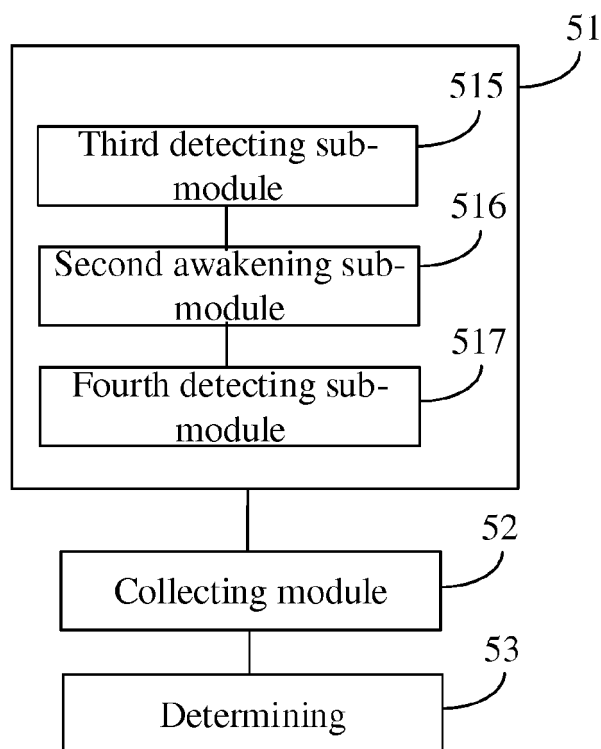 51
515
Third detecting sub-
module
516
Second awakening sub-
module
517
Fourth detecting sub-
module
52
Collecting module
53
Determining